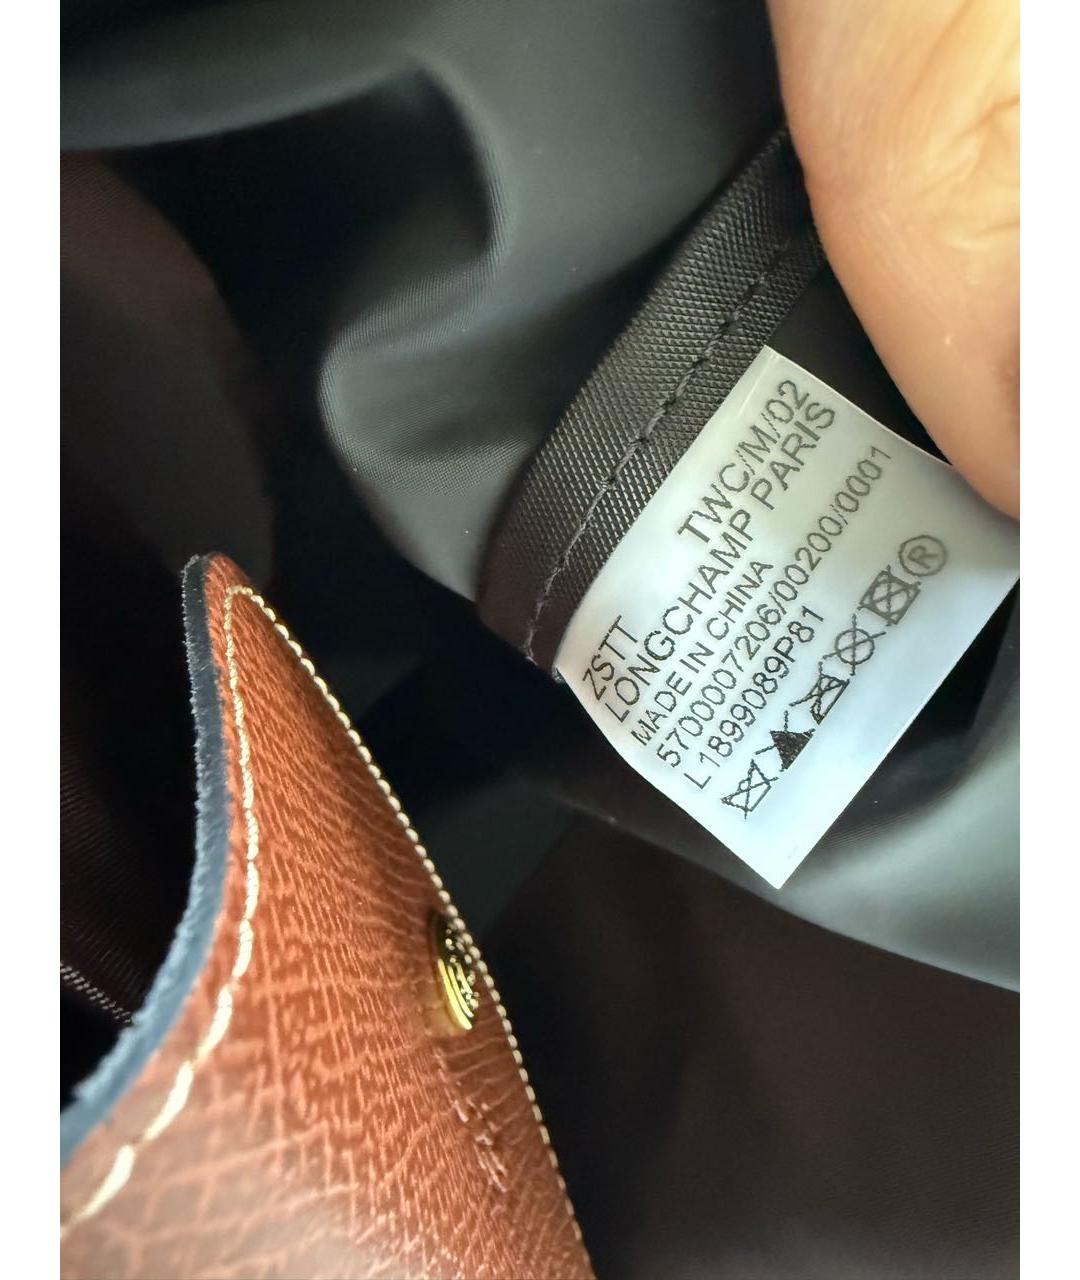 ZSTT TWC/M/02
LONGCHAMP PARIS
MADE IN CHINA
5700007206/00200/0001
L1899089P81
®